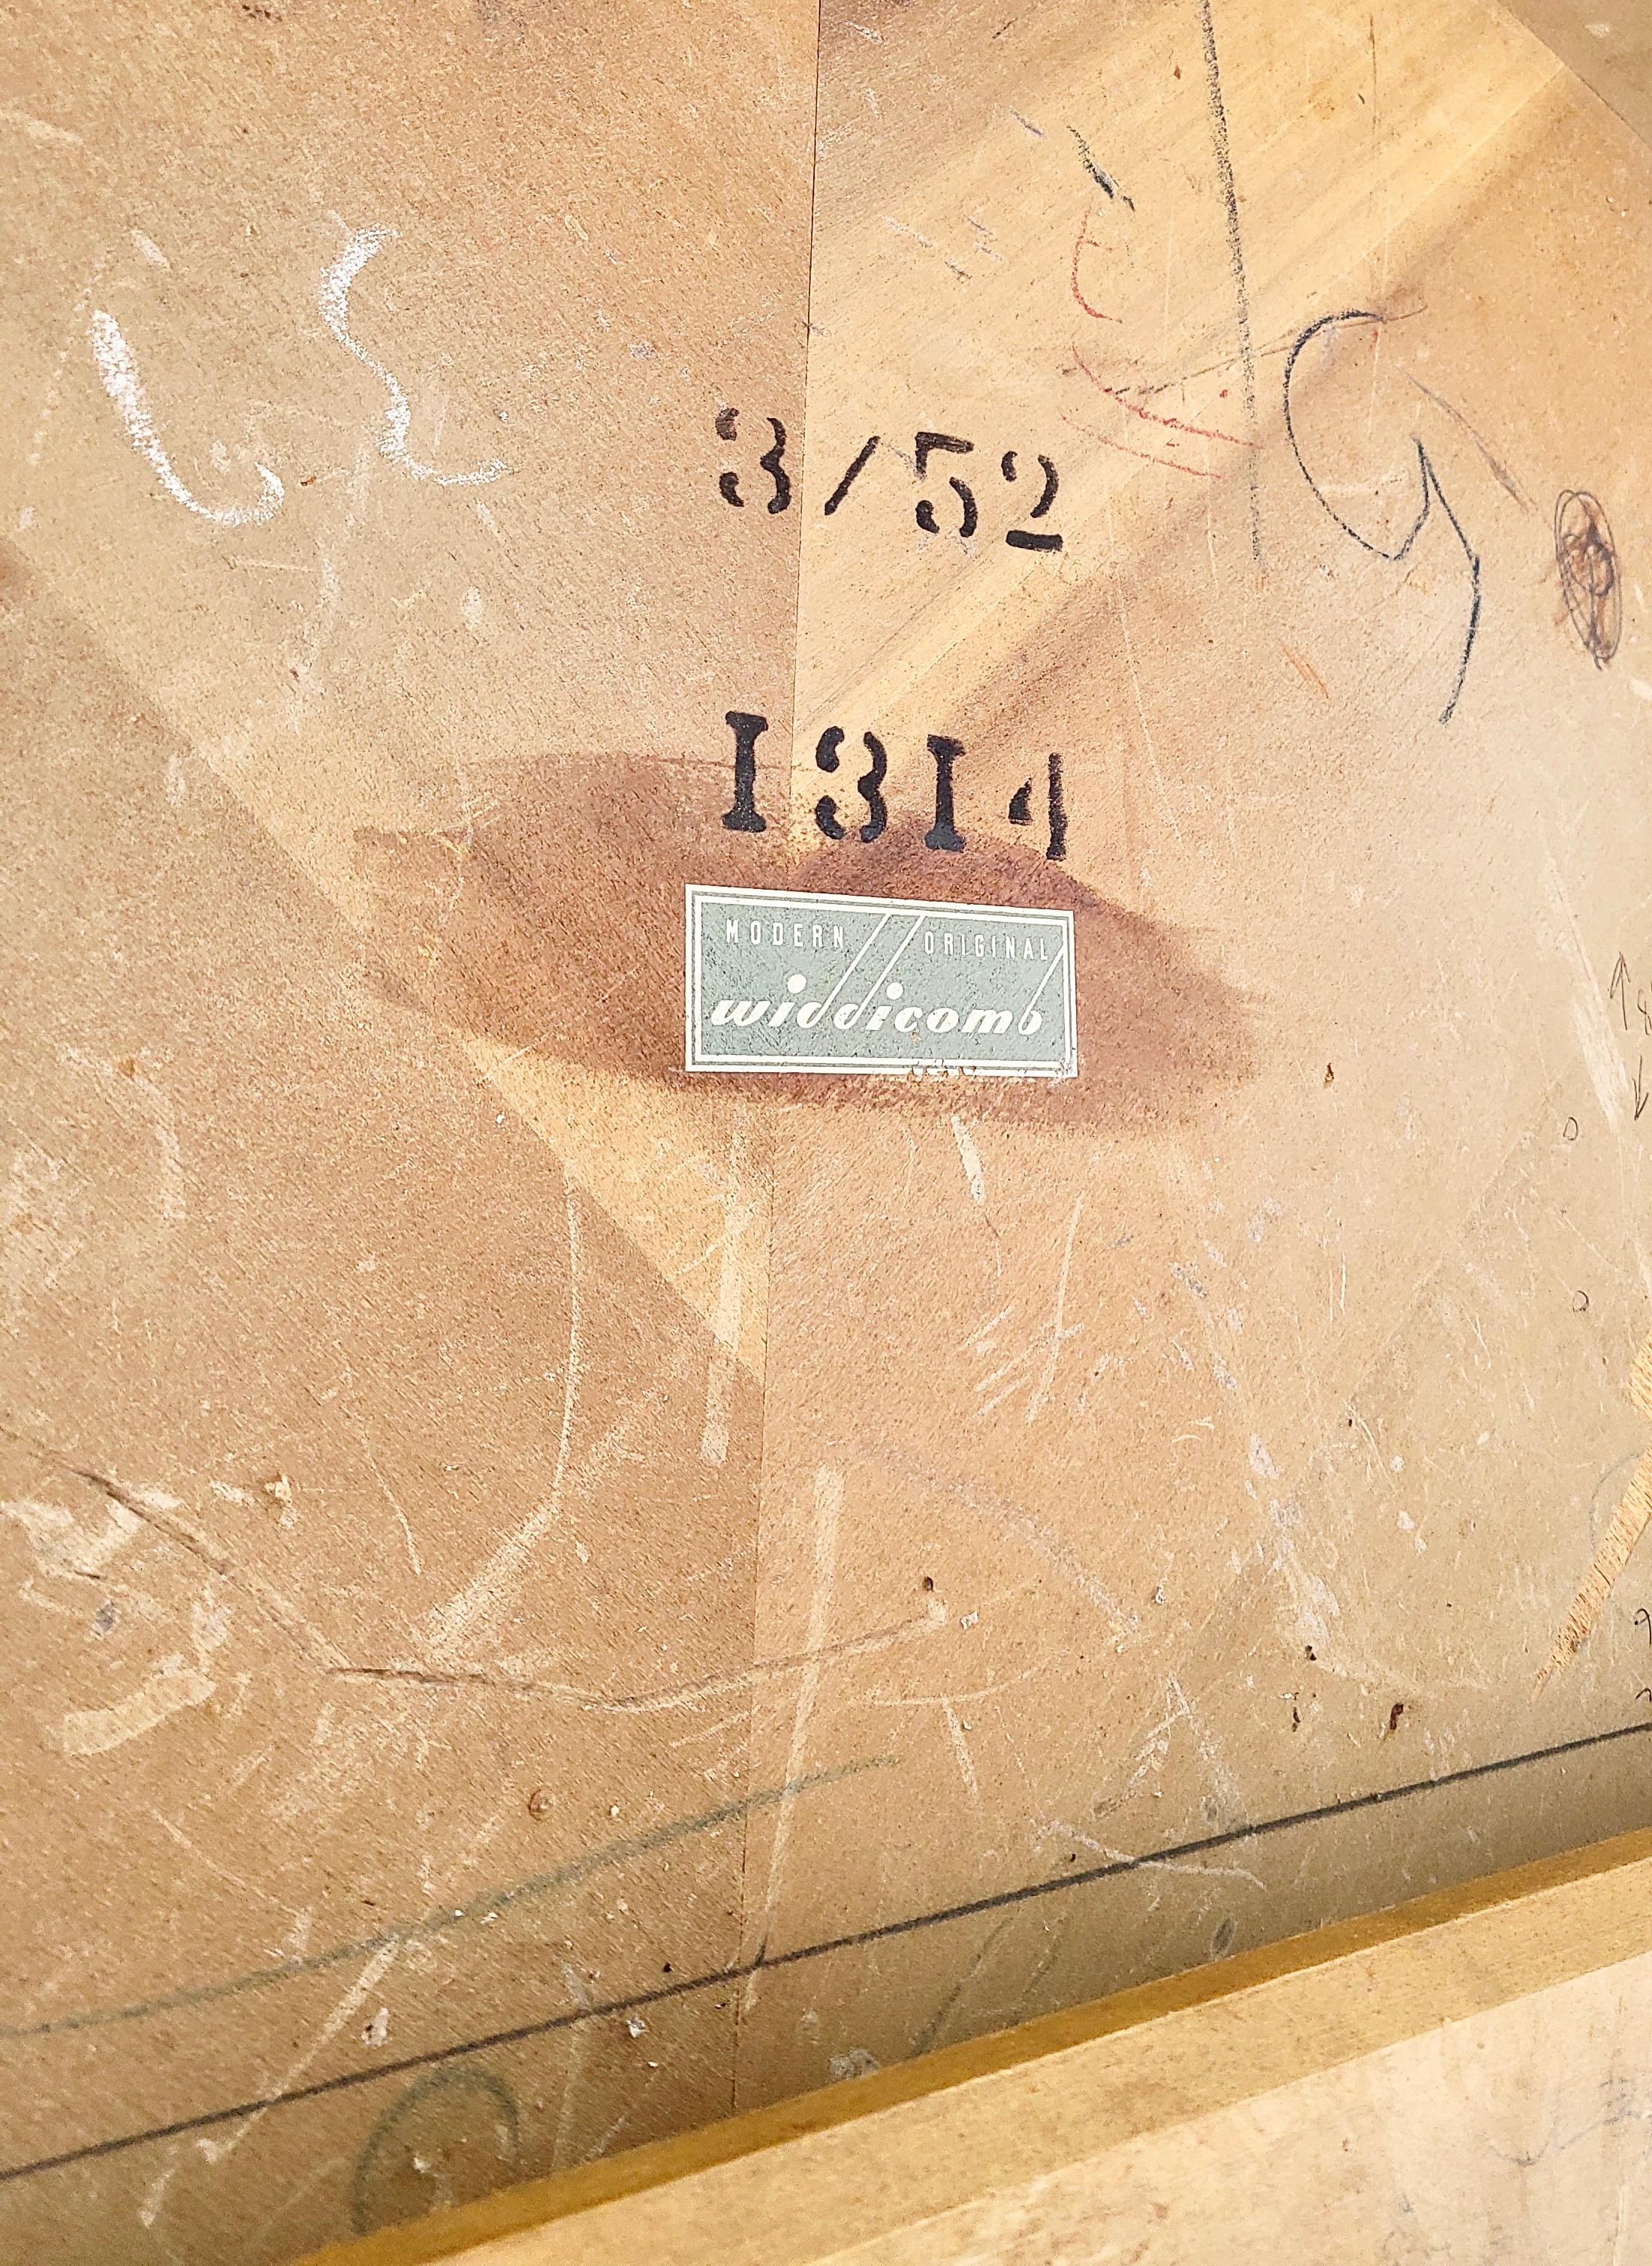 3/52
1314
MODERN ORIGINAL
widdicomb